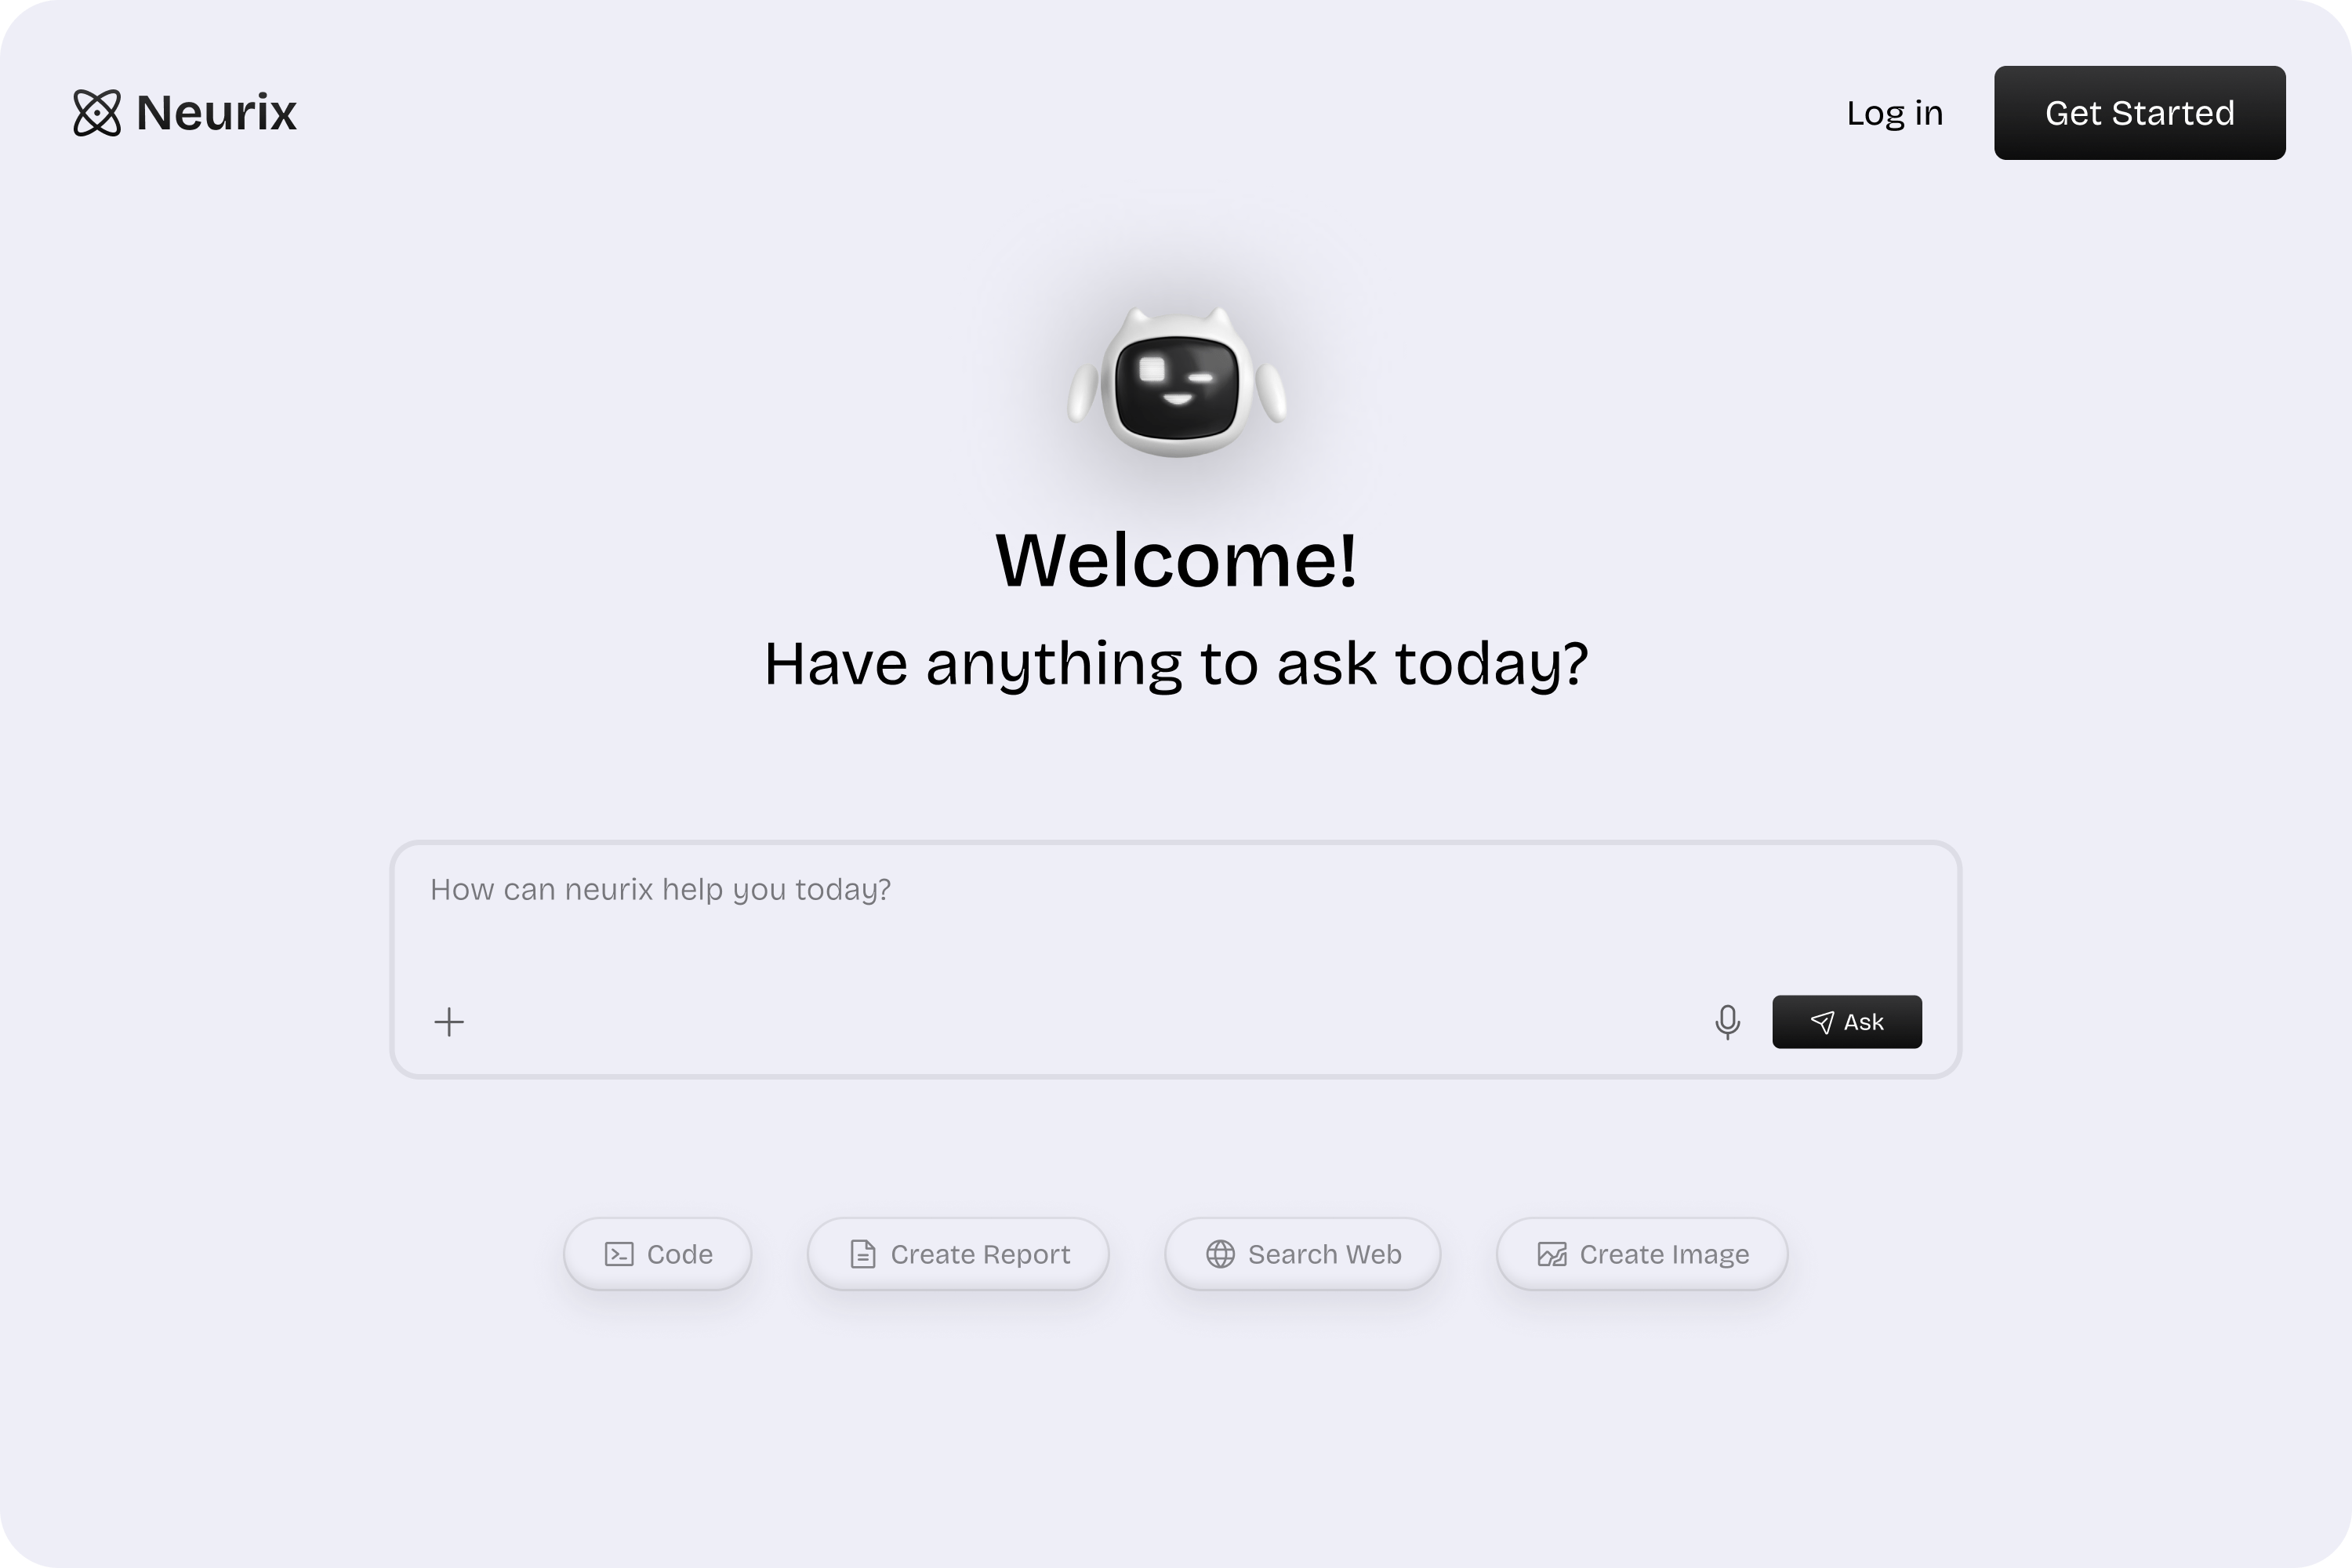 Neurix
Log in
Get Started
Welcome!
Have anything to ask today?
How can neurix help you today?
Ask
Code
Create Report
Search Web
Create Image